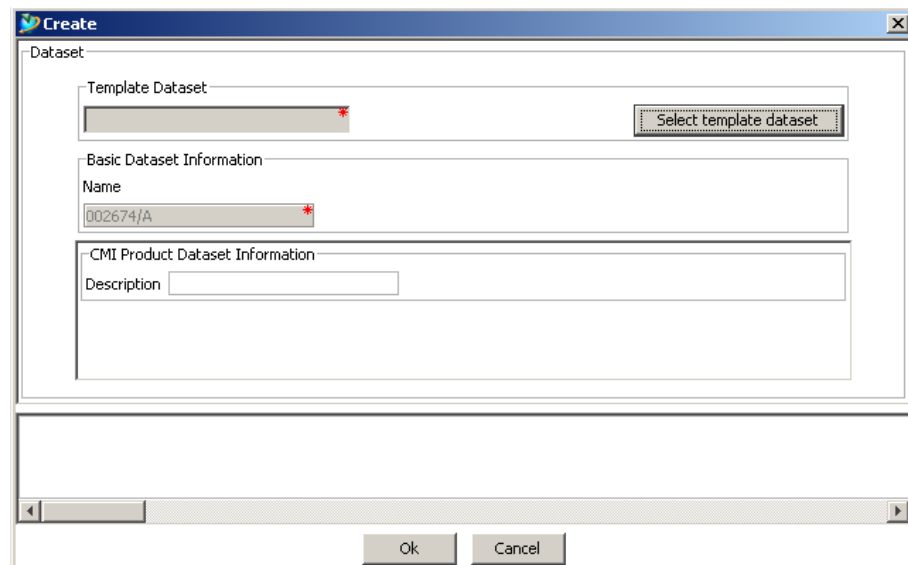 Create
Dataset
Template Dataset
*
Select template dataset
Basic Dataset Information
Name
002674/A *
CMI Product Dataset Information
Description
Ok Cancel